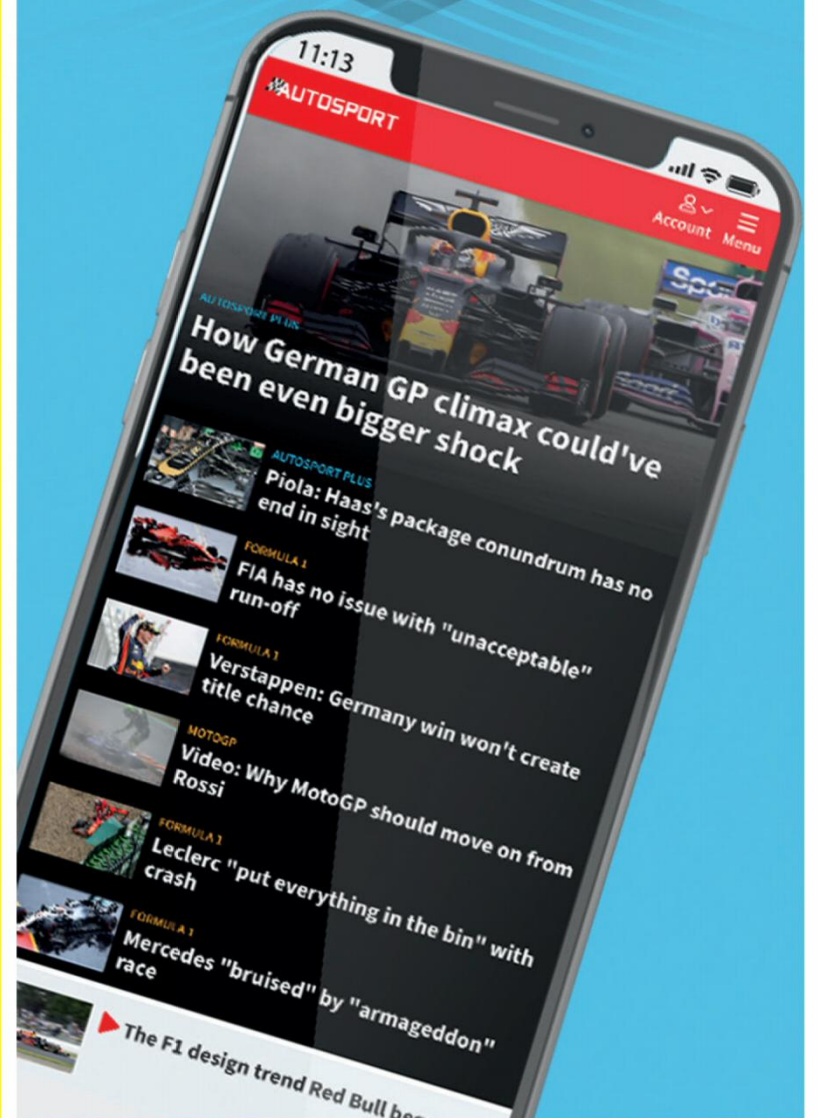 11:13
AUTOSPORT
Account
Menu
AUTOSPORT PLUS
How German GP climax could've
been even bigger shock
AUTOSPORT PLUS
Piola: Haas's package conundrum has no
end in sight
FORMULA 1
FIA has no issue with "unacceptable"
run-off
FORMULA 1
Verstappen: Germany win won't create
title chance
MOTOGP
Video: Why MotoGP should move on from
Rossi
FORMULA 1
Leclerc "put everything in the bin" with
crash
FORMULA 1
Mercedes "bruised" by "armageddon"
race
The F1 design trend Red Bull